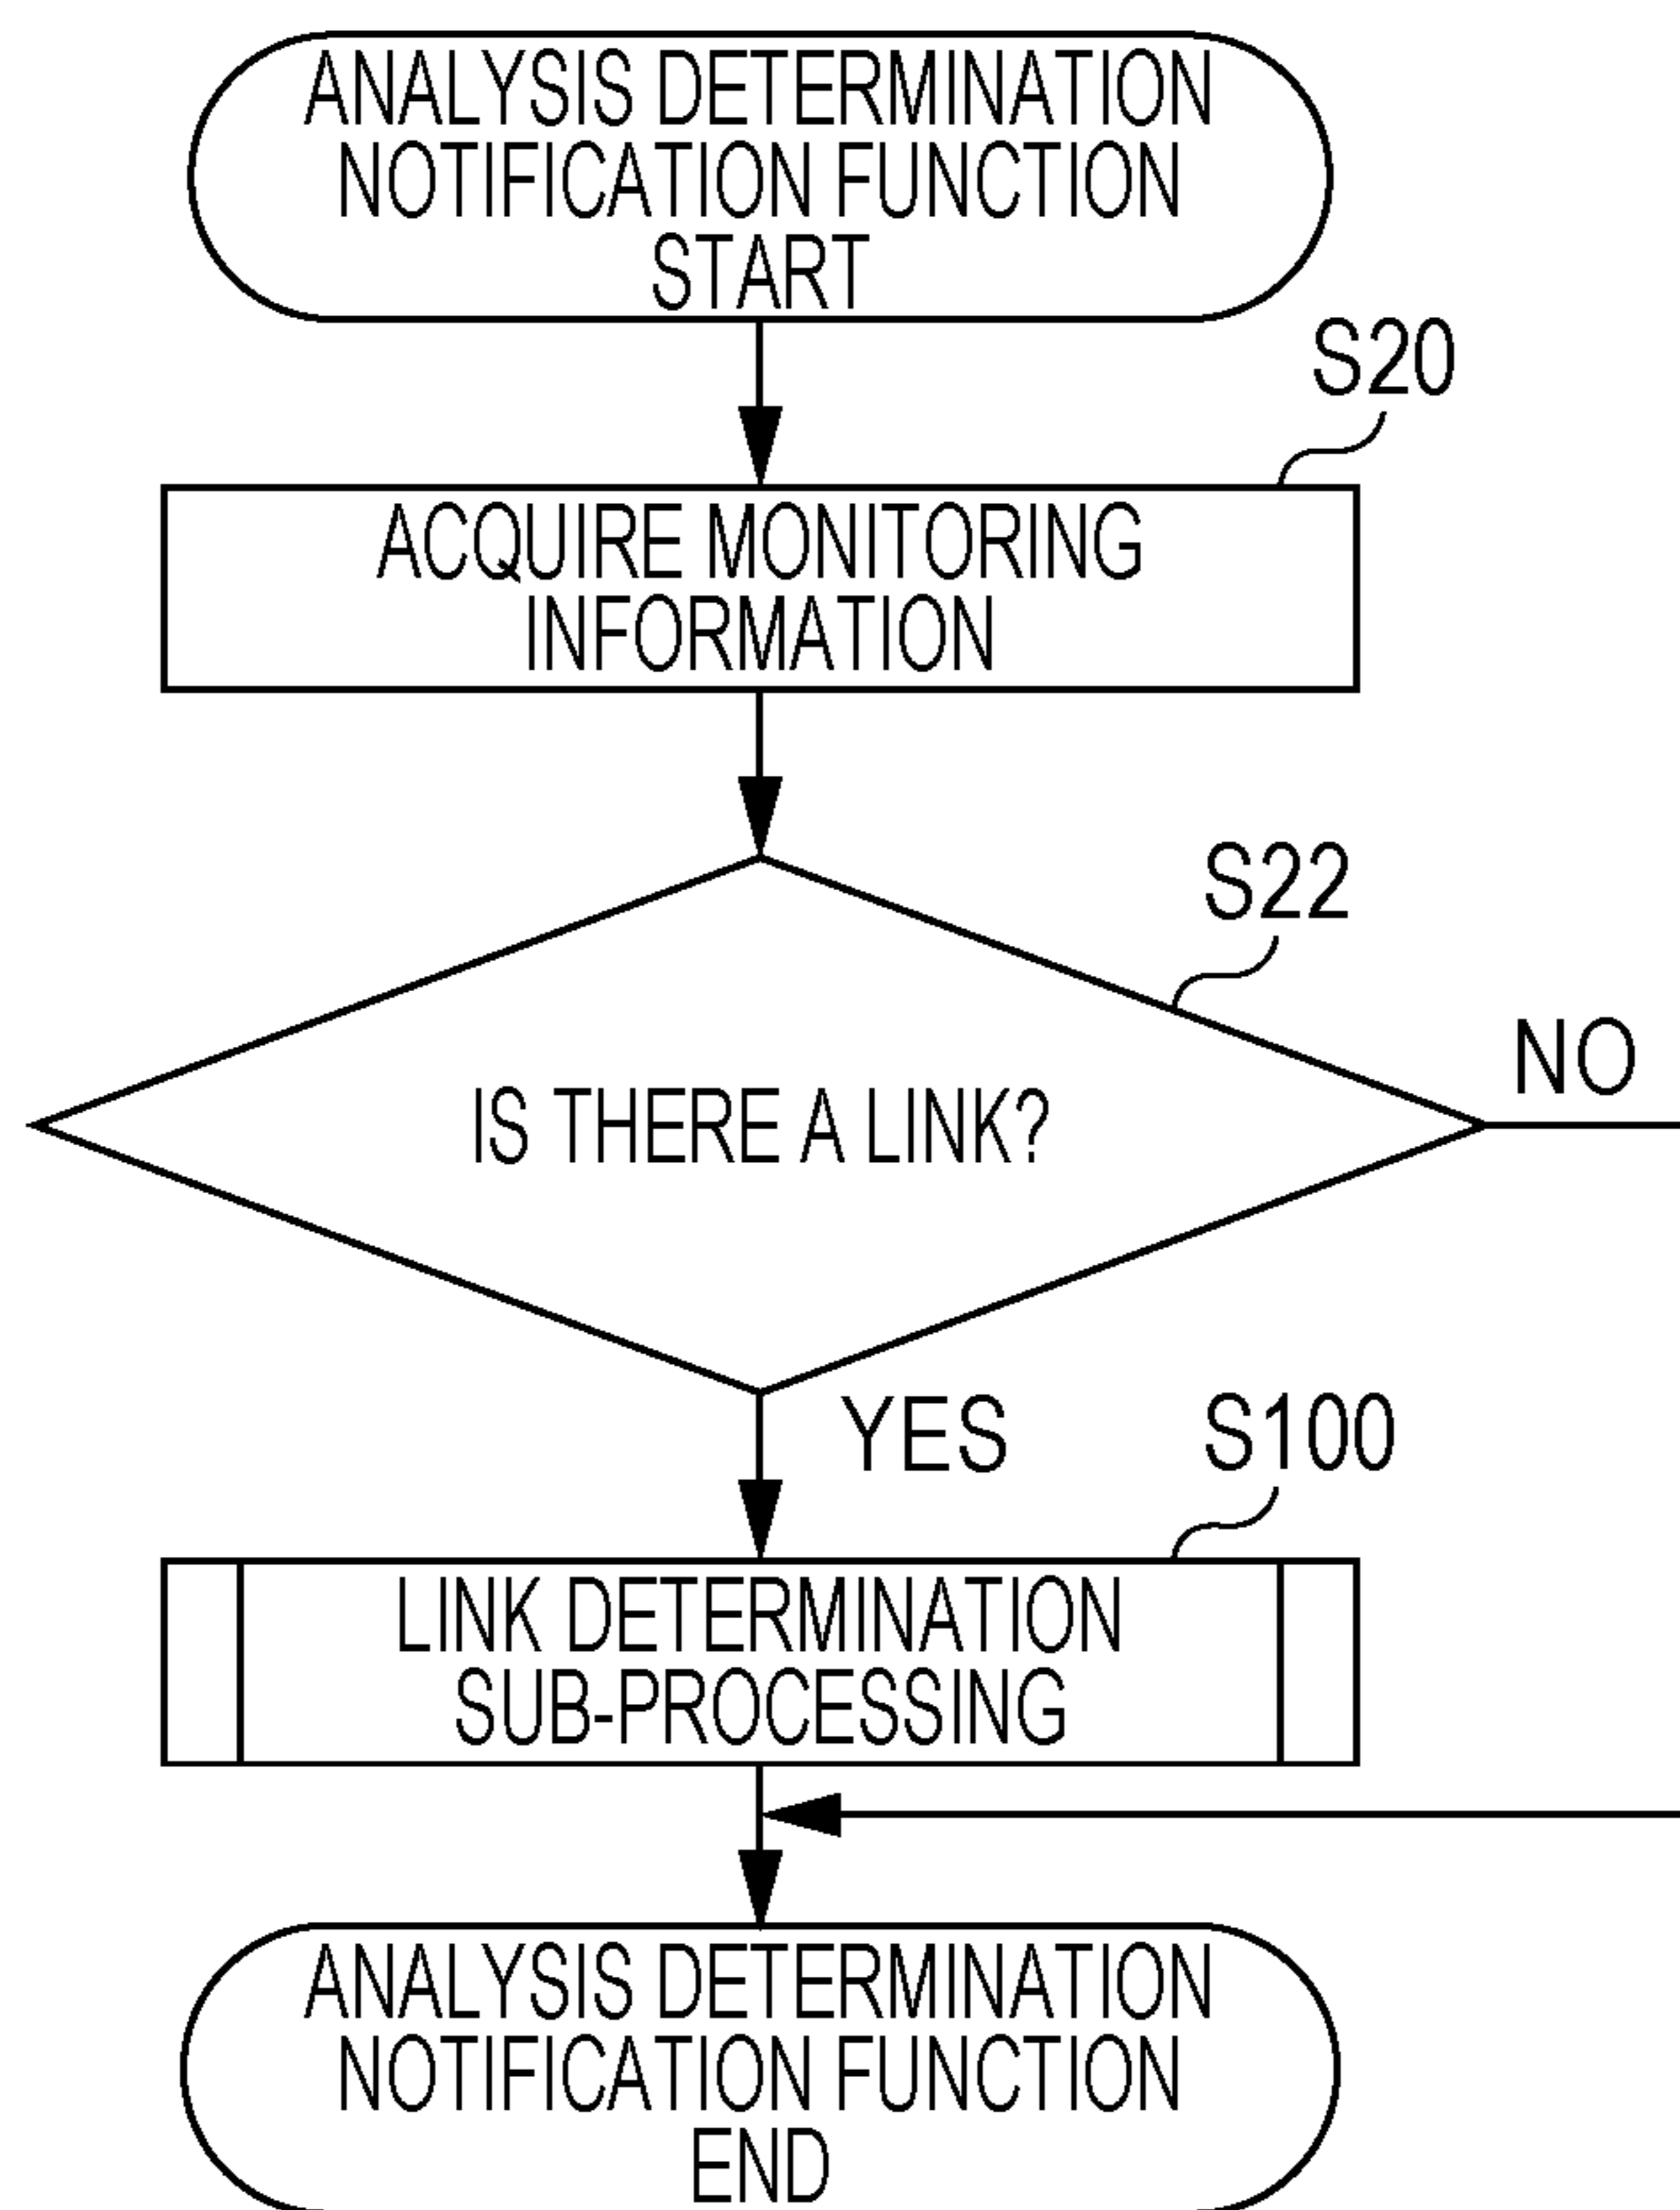 ANALYSIS DETERMINATION
NOTIFICATION FUNCTION
START
S20
ACQUIRE MONITORING
INFORMATION
S22
IS THERE A LINK?
NO
YES
S100
LINK DETERMINATION
SUB-PROCESSING
ANALYSIS DETERMINATION
NOTIFICATION FUNCTION
END